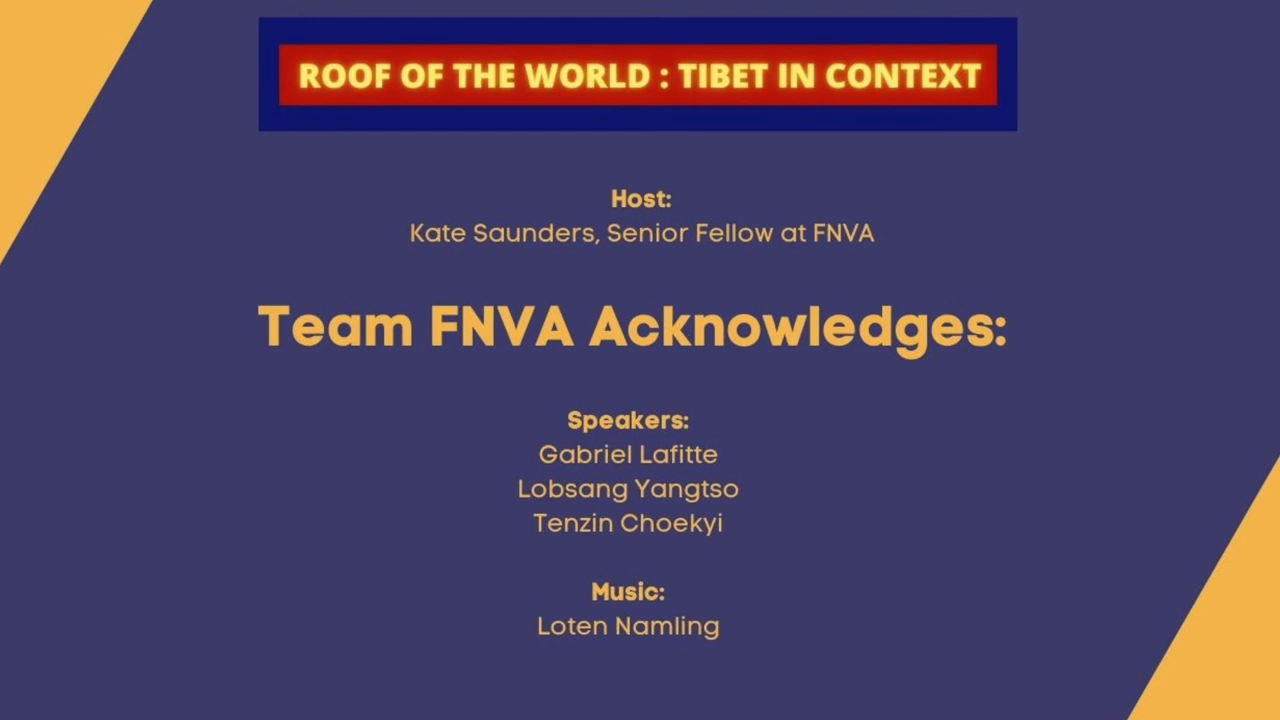 ROOF OF THE WORLD : TIBET IN CONTEXT
Host:
Kate Saunders, Senior Fellow at FNVA
Team FNVA Acknowledges:
Speakers:
Gabriel Lafitte
Lobsang Yangtso
Tenzin Choekyi
Music:
Loten Namling